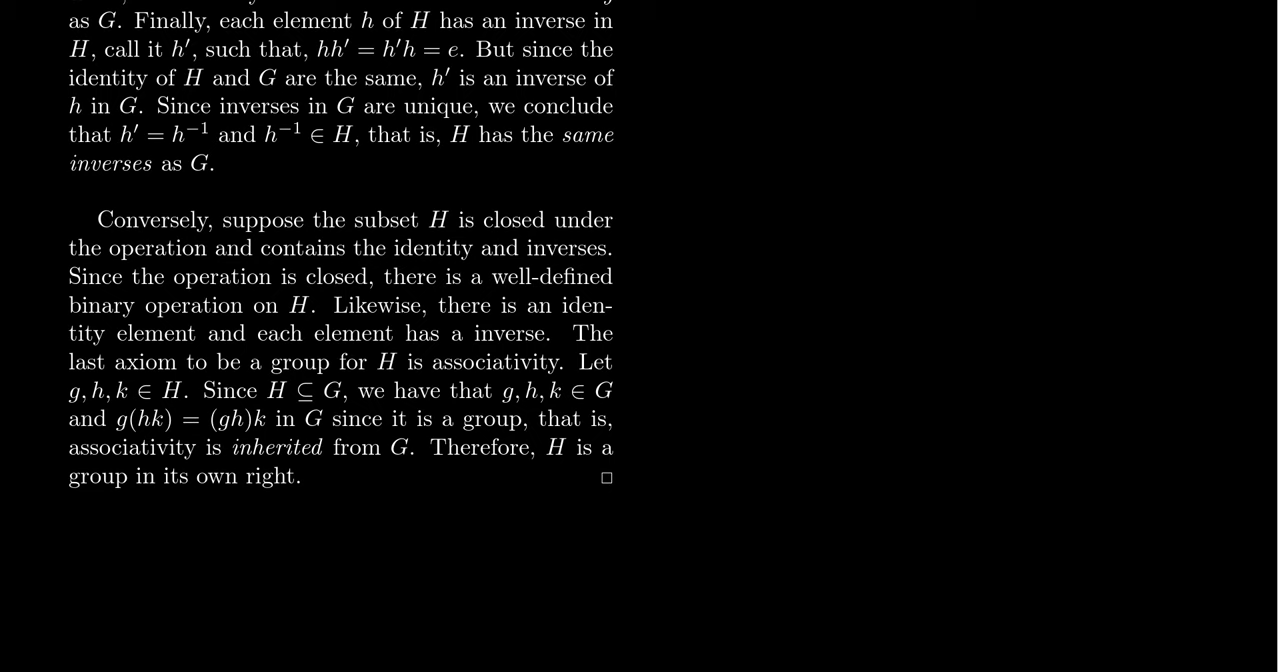 as G. Finally, each element h of H has an inverse in
H, call it h′, such that, hh′ = h′h = e. But since the
identity of H and G are the same, h′ is an inverse of
h in G. Since inverses in G are unique, we conclude
that h′ = h⁻¹ and h⁻¹ ∈ H, that is, H has the same
inverses as G.
Conversely, suppose the subset H is closed under
the operation and contains the identity and inverses.
Since the operation is closed, there is a well-defined
binary operation on H. Likewise, there is an iden-
tity element and each element has a inverse. The
last axiom to be a group for H is associativity. Let
g, h, k ∈ H. Since H ⊆ G, we have that g, h, k ∈ G
and g(hk) = (gh)k in G since it is a group, that is,
associativity is inherited from G. Therefore, H is a
group in its own right. □